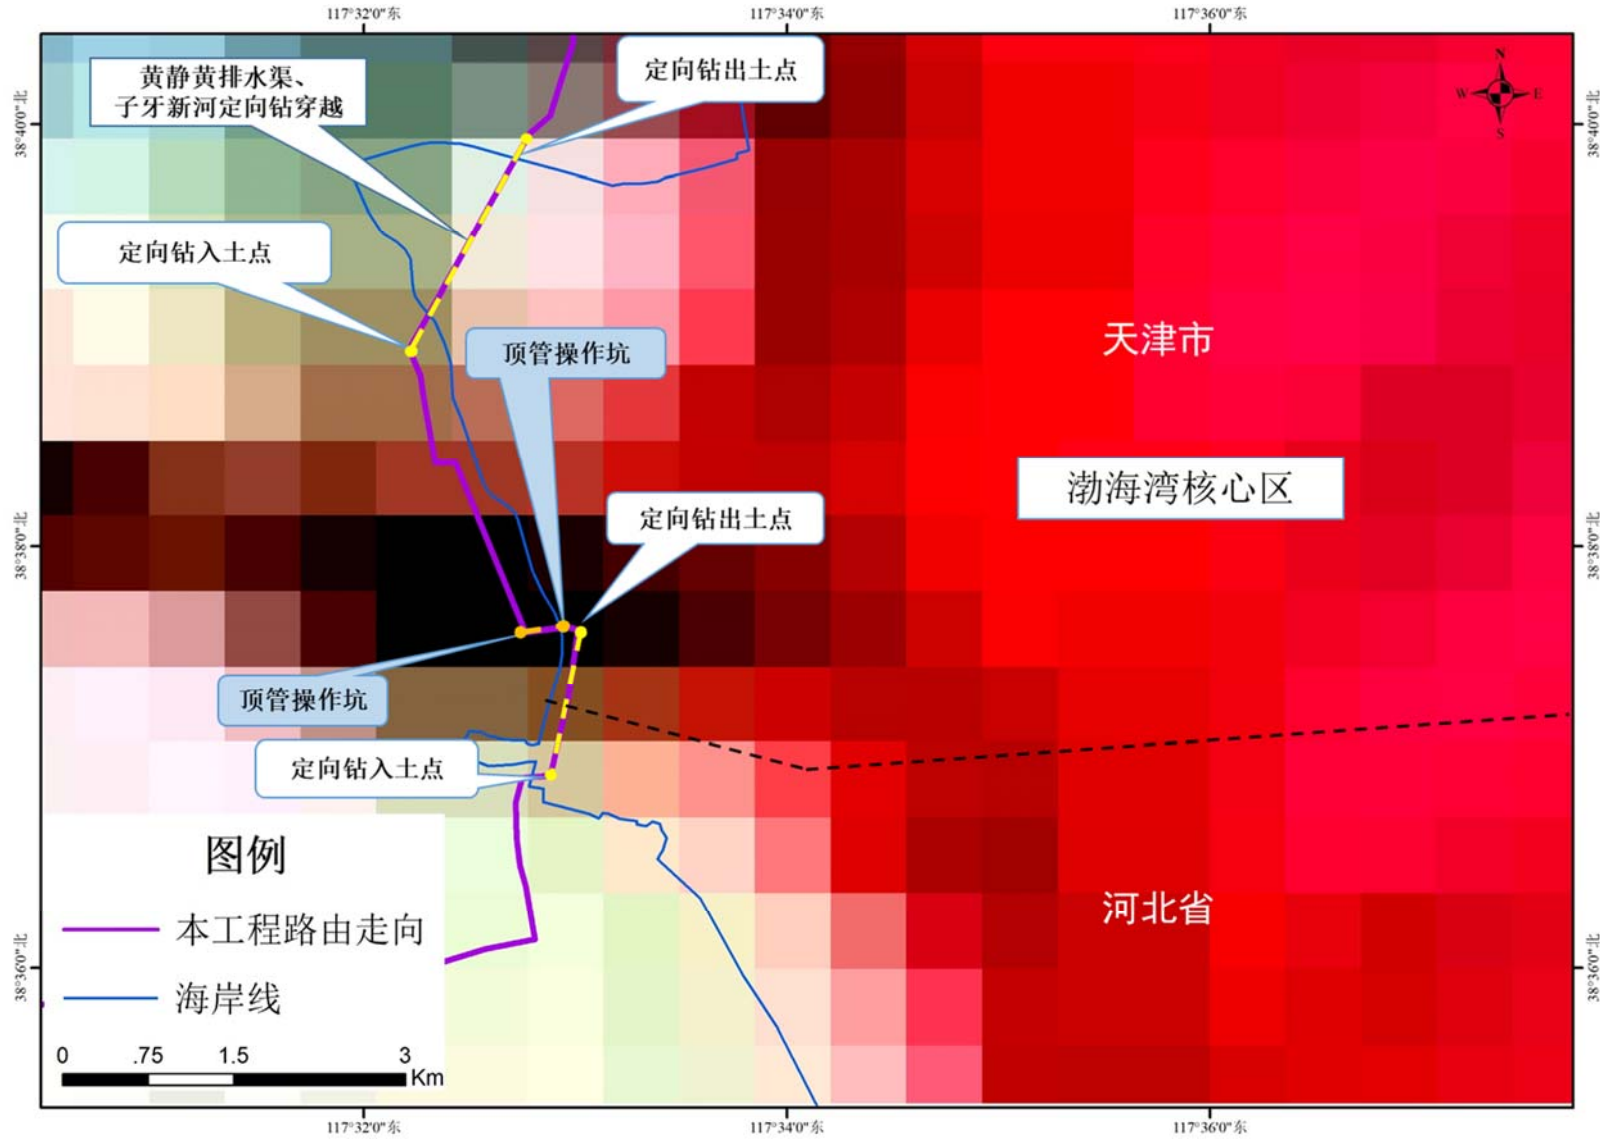 117°32'0"东
117°34'0"东
117°36'0"东
N
W
E
S
38°40'0"北
38°40'0"北
黄静黄排水渠、
子牙新河定向钻穿越
定向钻出土点
定向钻入土点
顶管操作坑
天津市
渤海湾核心区
定向钻出土点
38°38'0"北
38°38'0"北
顶管操作坑
定向钻入土点
图例
本工程路由走向
海岸线
河北省
38°36'0"北
38°36'0"北
0 .75 1.5 3
Km
117°32'0"东
117°34'0"东
117°36'0"东